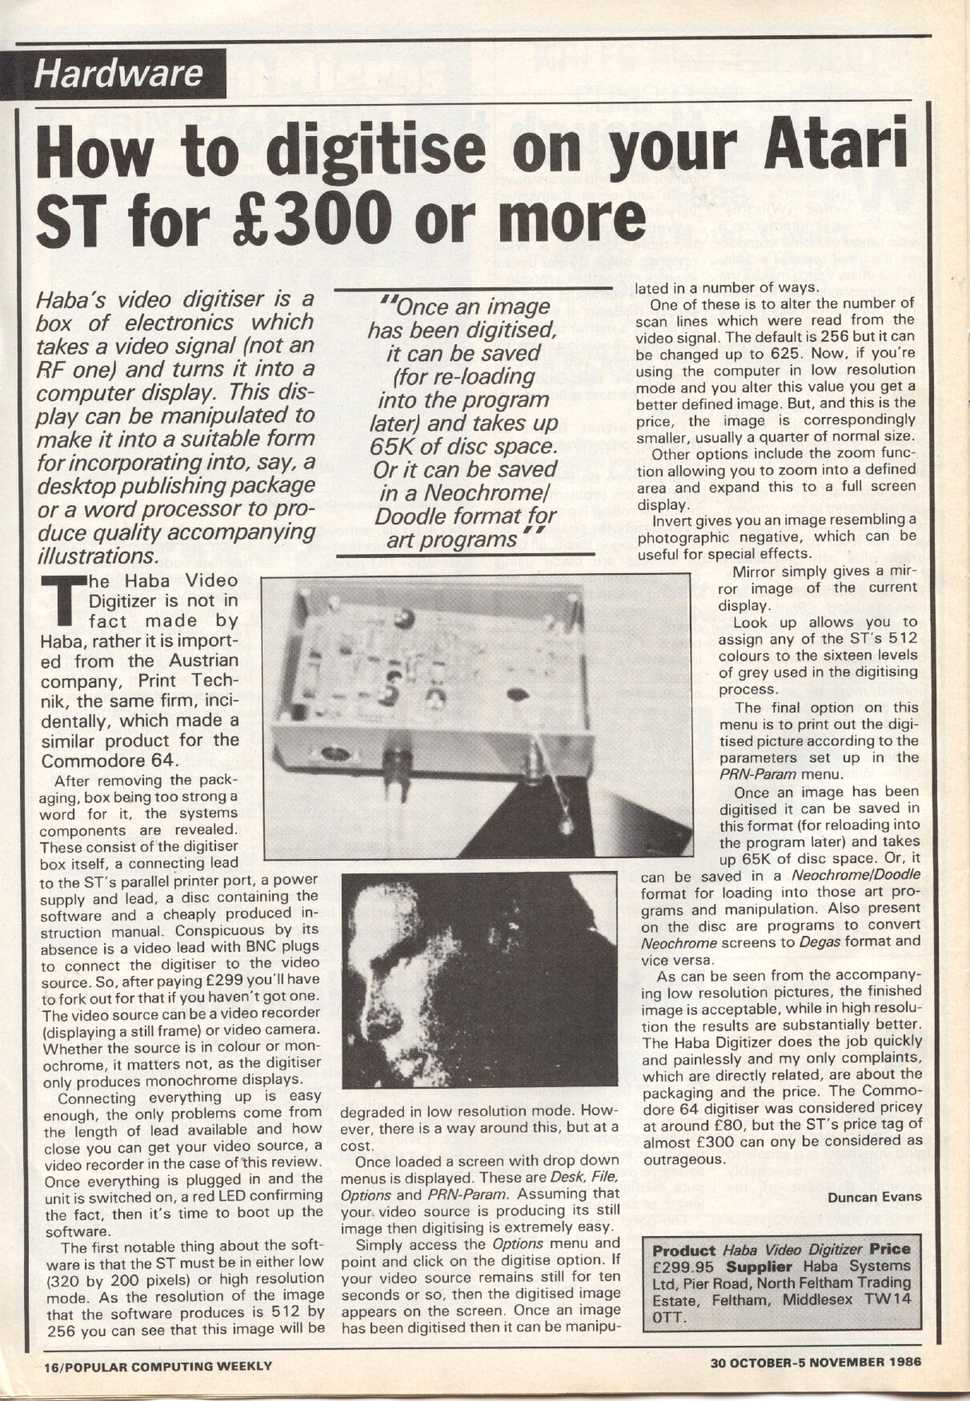 Hardware
How to digitise on your Atari
ST for £300 or more
Haba's video digitiser is a
box of electronics which
takes a video signal (not an
RF one) and turns it into a
computer display. This dis-
play can be manipulated to
make it into a suitable form
for incorporating into, say, a
desktop publishing package
or a word processor to pro-
duce quality accompanying
illustrations.
The Haba Video
Digitizer is not in
fact made by
Haba, rather it is import-
ed from the Austrian
company, Print Tech-
nik, the same firm, inci-
dentally, which made a
similar product for the
Commodore 64.
After removing the pack-
aging, box being too strong a
word for it, the systems
components are revealed.
These consist of the digitiser
box itself, a connecting lead
to the ST's parallel printer port, a power
supply and lead, a disc containing the
software and a cheaply produced in-
struction manual. Conspicuous by its
absence is a video lead with BNC plugs
to connect the digitiser to the video
source. So, after paying £299 you'll have
to fork out for that if you haven't got one.
The video source can be a video recorder
(displaying a still frame) or video camera.
Whether the source is in colour or mon-
ochrome, it matters not, as the digitiser
only produces monochrome displays.
Connecting everything up is easy
enough, the only problems come from
the length of lead available and how
close you can get your video source, a
video recorder in the case of this review.
Once everything is plugged in and the
unit is switched on, a red LED confirming
the fact, then it's time to boot up the
software.
The first notable thing about the soft-
ware is that the ST must be in either low
(320 by 200 pixels) or high resolution
mode. As the resolution of the image
that the software produces is 512 by
256 you can see that this image will be
"Once an image
has been digitised,
it can be saved
(for re-loading
into the program
later) and takes up
65K of disc space.
Or it can be saved
in a Neochrome/
Doodle format for
art programs"
degraded in low resolution mode. How-
ever, there is a way around this, but at a
cost.
Once loaded a screen with drop down
menus is displayed. These are Desk, File,
Options and PRN-Param. Assuming that
your video source is producing its still
image then digitising is extremely easy.
Simply access the Options menu and
point and click on the digitise option. If
your video source remains still for ten
seconds or so, then the digitised image
appears on the screen. Once an image
has been digitised then it can be manipu-
lated in a number of ways.
One of these is to alter the number of
scan lines which were read from the
video signal. The default is 256 but it can
be changed up to 625. Now, if you're
using the computer in low resolution
mode and you alter this value you get a
better defined image. But, and this is the
price, the image is correspondingly
smaller, usually a quarter of normal size.
Other options include the zoom func-
tion allowing you to zoom into a defined
area and expand this to a full screen
display.
Invert gives you an image resembling a
photographic negative, which can be
useful for special effects.
Mirror simply gives a mir-
ror image of the current
display.
Look up allows you to
assign any of the ST's 512
colours to the sixteen levels
of grey used in the digitising
process.
The final option on this
menu is to print out the digi-
tised picture according to the
parameters set up in the
PRN-Param menu.
Once an image has been
digitised it can be saved in
this format (for reloading into
the program later) and takes
up 65K of disc space. Or, it
can be saved in a Neochrome/Doodle
format for loading into those art pro-
grams and manipulation. Also present
on the disc are programs to convert
Neochrome screens to Degas format and
vice versa.
As can be seen from the accompany-
ing low resolution pictures, the finished
image is acceptable, while in high resolu-
tion the results are substantially better.
The Haba Digitizer does the job quickly
and painlessly and my only complaints,
which are directly related, are about the
packaging and the price. The Commo-
dore 64 digitiser was considered pricey
at around £80, but the ST's price tag of
almost £300 can ony be considered as
outrageous.
Duncan Evans
Product Haba Video Digitizer Price
£299.95 Supplier Haba Systems
Ltd, Pier Road, North Feltham Trading
Estate, Feltham, Middlesex TW14
OTT.
16/POPULAR COMPUTING WEEKLY
30 OCTOBER-5 NOVEMBER 1986